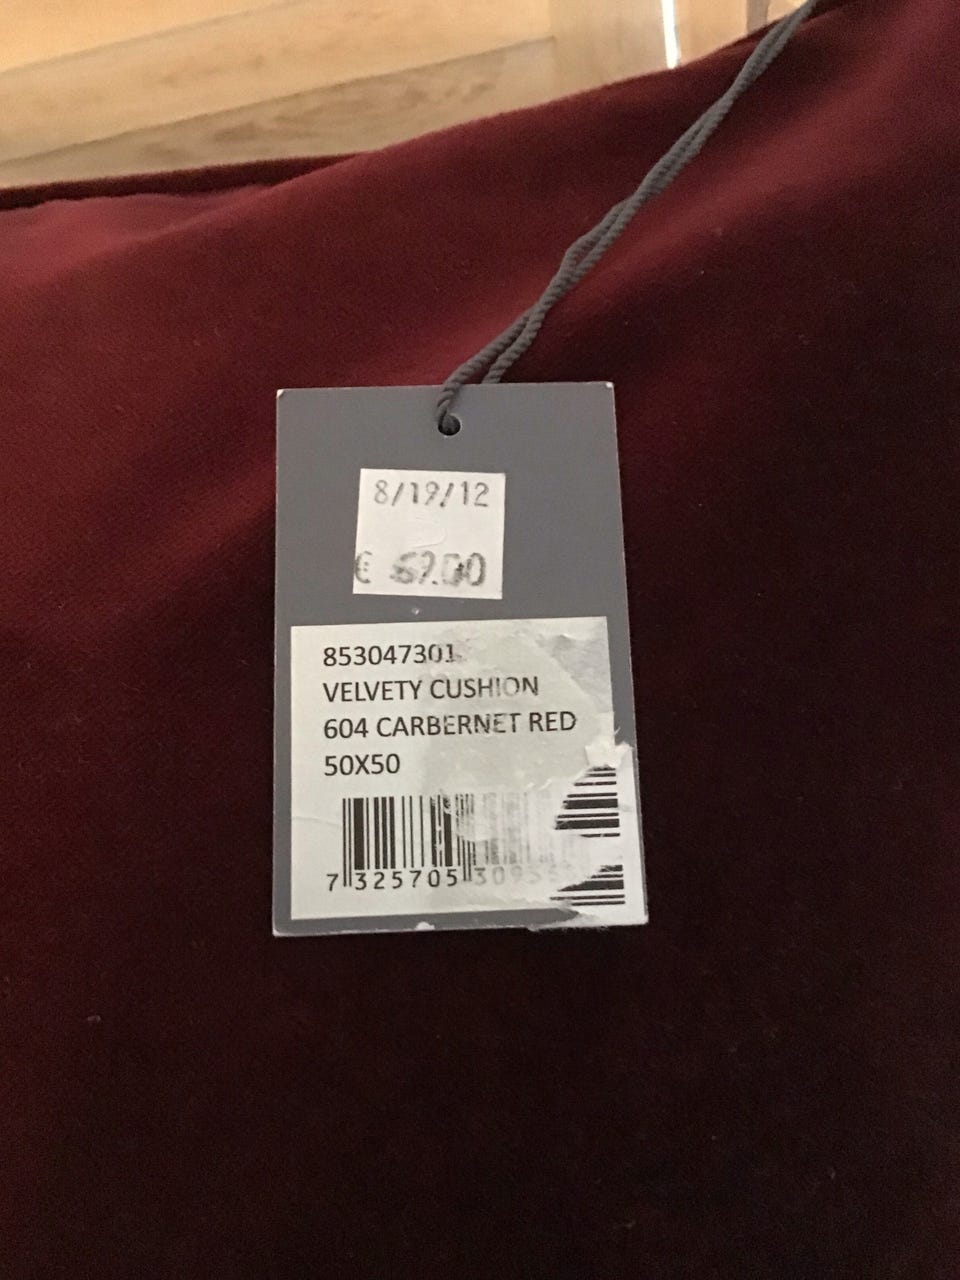 8/19/12
853047301
VELVETY CUSHION
604 CARBERNET RED
50X50
7 325705